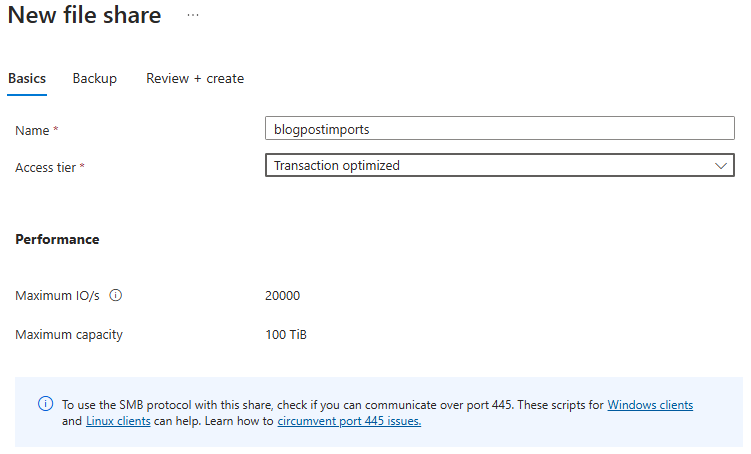 New file share ...
Basics Backup Review + create
Name * blogpostimports
Access tier * Transaction optimized
Performance
Maximum IO/s 20000
Maximum capacity 100 TiB
To use the SMB protocol with this share, check if you can communicate over port 445. These scripts for Windows clients
and Linux clients can help. Learn how to circumvent port 445 issues.